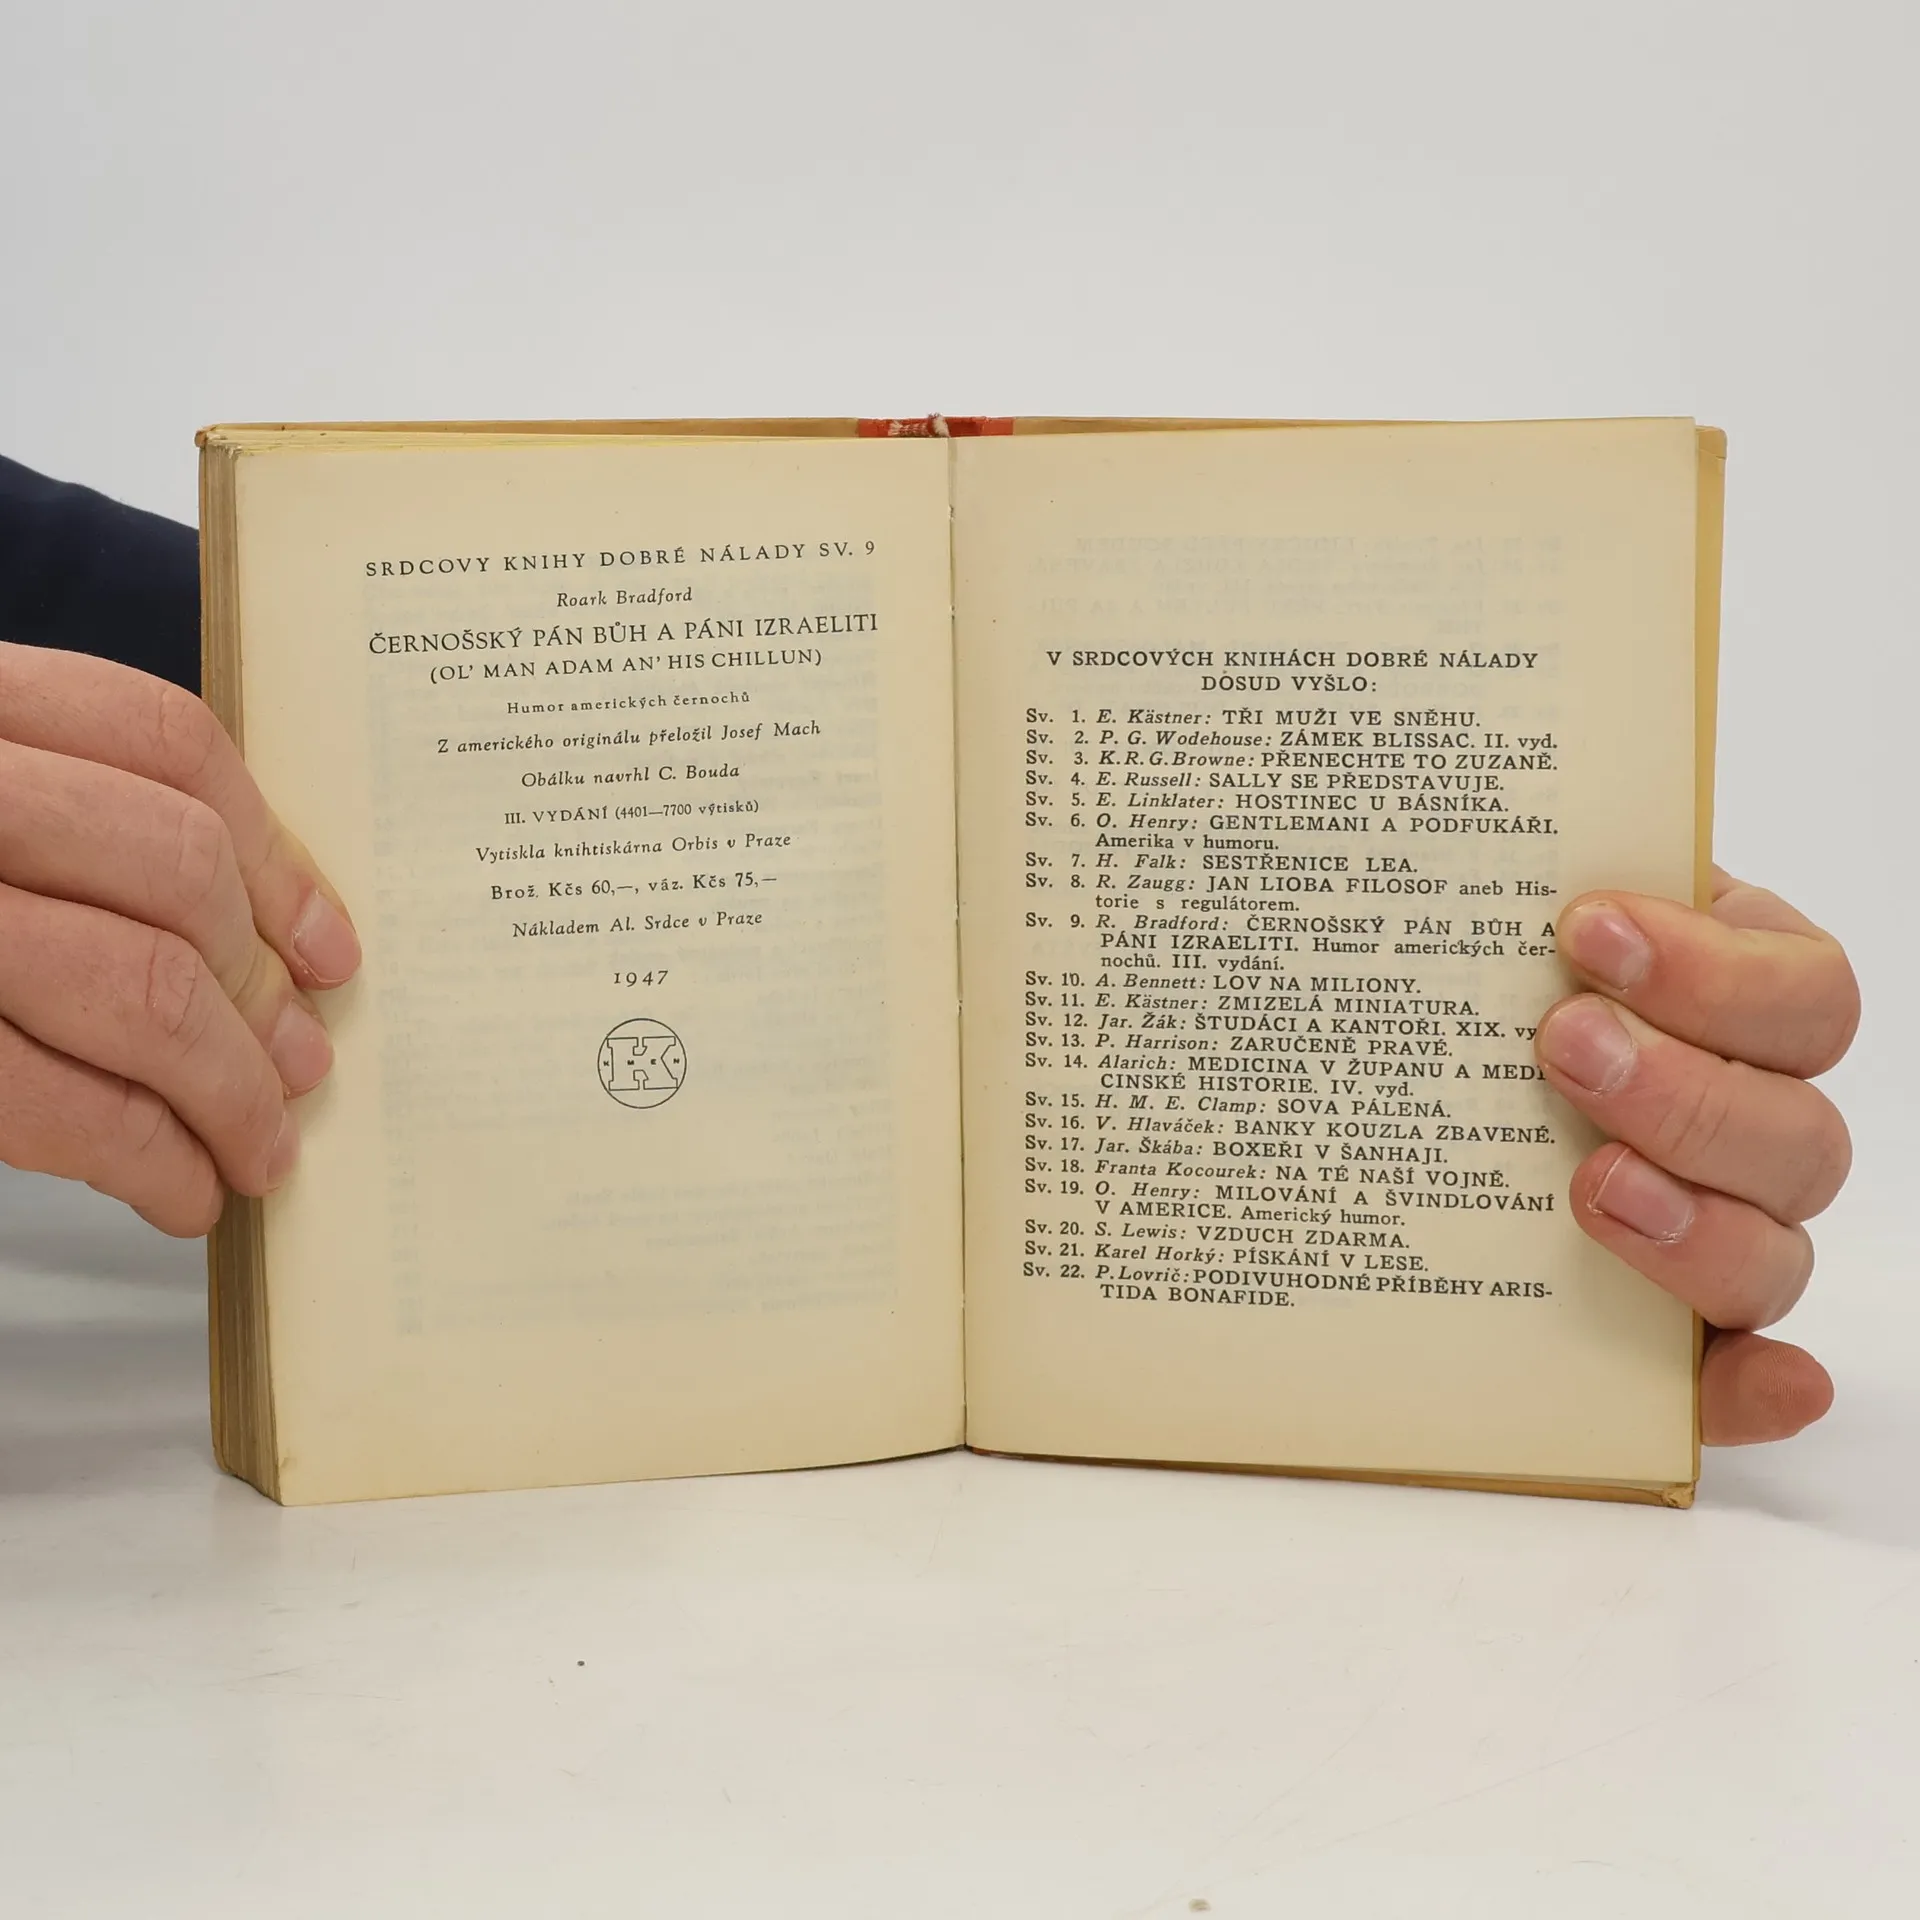 SRDCOVY KNIHY DOBRÉ NÁLADY SV. 9
Roark Bradford
ČERNOŠSKÝ PÁN BŮH A PÁNI IZRAELITI
(OL' MAN ADAM AN' HIS CHILLUN)
Humor amerických černochů
Z amerického originálu přeložil Josef Mach
Obálku navrhl C. Bouda
III. VYDÁNÍ (4401—7700 výtisků)
Vytiskla knihtiskárna Orbis v Praze
Brož. Kčs 60,—, váz. Kčs 75,—
Nákladem Al. Srdce v Praze
1947
K M E N
V SRDCOVÝCH KNIHÁCH DOBRÉ NÁLADY
DOSUD VYŠLO:
Sv. 1. E. Kästner: TŘI MUŽI VE SNĚHU.
Sv. 2. P. G. Wodehouse: ZÁMEK BLISSAC. II. vyd.
Sv. 3. K.R.G.Browne: PŘENECHTE TO ZUZANĚ.
Sv. 4. E. Russell: SALLY SE PŘEDSTAVUJE.
Sv. 5. E. Linklater: HOSTINEC U BÁSNÍKA.
Sv. 6. O. Henry: GENTLEMANI A PODFUKÁŘI.
Amerika v humoru.
Sv. 7. H. Falk: SESTŘENICE LEA.
Sv. 8. R. Zaugg: JAN LIOBA FILOSOF aneb His-
torie s regulátorem.
Sv. 9. R. Bradford: ČERNOŠSKÝ PÁN BŮH A
PÁNI IZRAELITI. Humor amerických čer-
nochů. III. vydání.
Sv. 10. A. Bennett: LOV NA MILIONY.
Sv. 11. E. Kästner: ZMIZELÁ MINIATURA.
Sv. 12. Jar. Žák: ŠTUDÁCI A KANTOŘI. XIX. vy
Sv. 13. P. Harrison: ZARUČENĚ PRAVÉ.
Sv. 14. Alarich: MEDICINA V ŽUPANU A MEDI
CINSKÉ HISTORIE. IV. vyd.
Sv. 15. H. M. E. Clamp: SOVA PÁLENÁ.
Sv. 16. V. Hlaváček: BANKY KOUZLA ZBAVENÉ.
Sv. 17. Jar. Škába: BOXEŘI V ŠANHAJI.
Sv. 18. Franta Kocourek: NA TÉ NAŠÍ VOJNĚ.
Sv. 19. O. Henry: MILOVÁNÍ A ŠVINDLOVÁNÍ
V AMERICE. Americký humor.
Sv. 20. S. Lewis: VZDUCH ZDARMA.
Sv. 21. Karel Horký: PÍSKÁNÍ V LESE.
Sv. 22. P.Lovrič: PODIVUHODNÉ PŘÍBĚHY ARIS-
TIDA BONAFIDE.